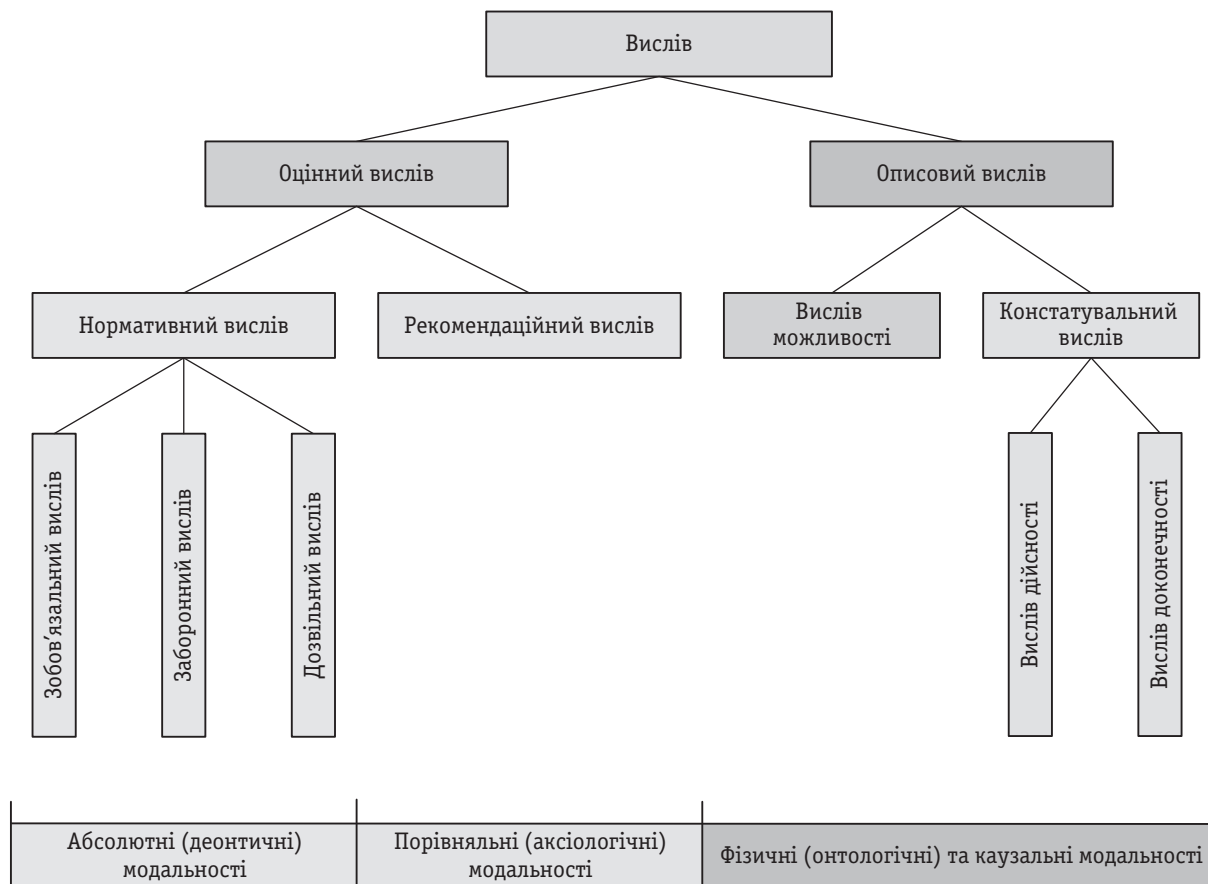 Вислів
Оцінний вислів
Описовий вислів
Нормативний вислів
Рекомендаційний вислів
Вислів
можливості
Констатувальний
вислів
Зобов'язальний вислів
Заборонний вислів
Дозвільний вислів
Вислів дійсності
Вислів доконечності
Абсолютні (деонтичні)
модальності
Порівняльні (аксіологічні)
модальності
Фізичні (онтологічні) та каузальні модальності